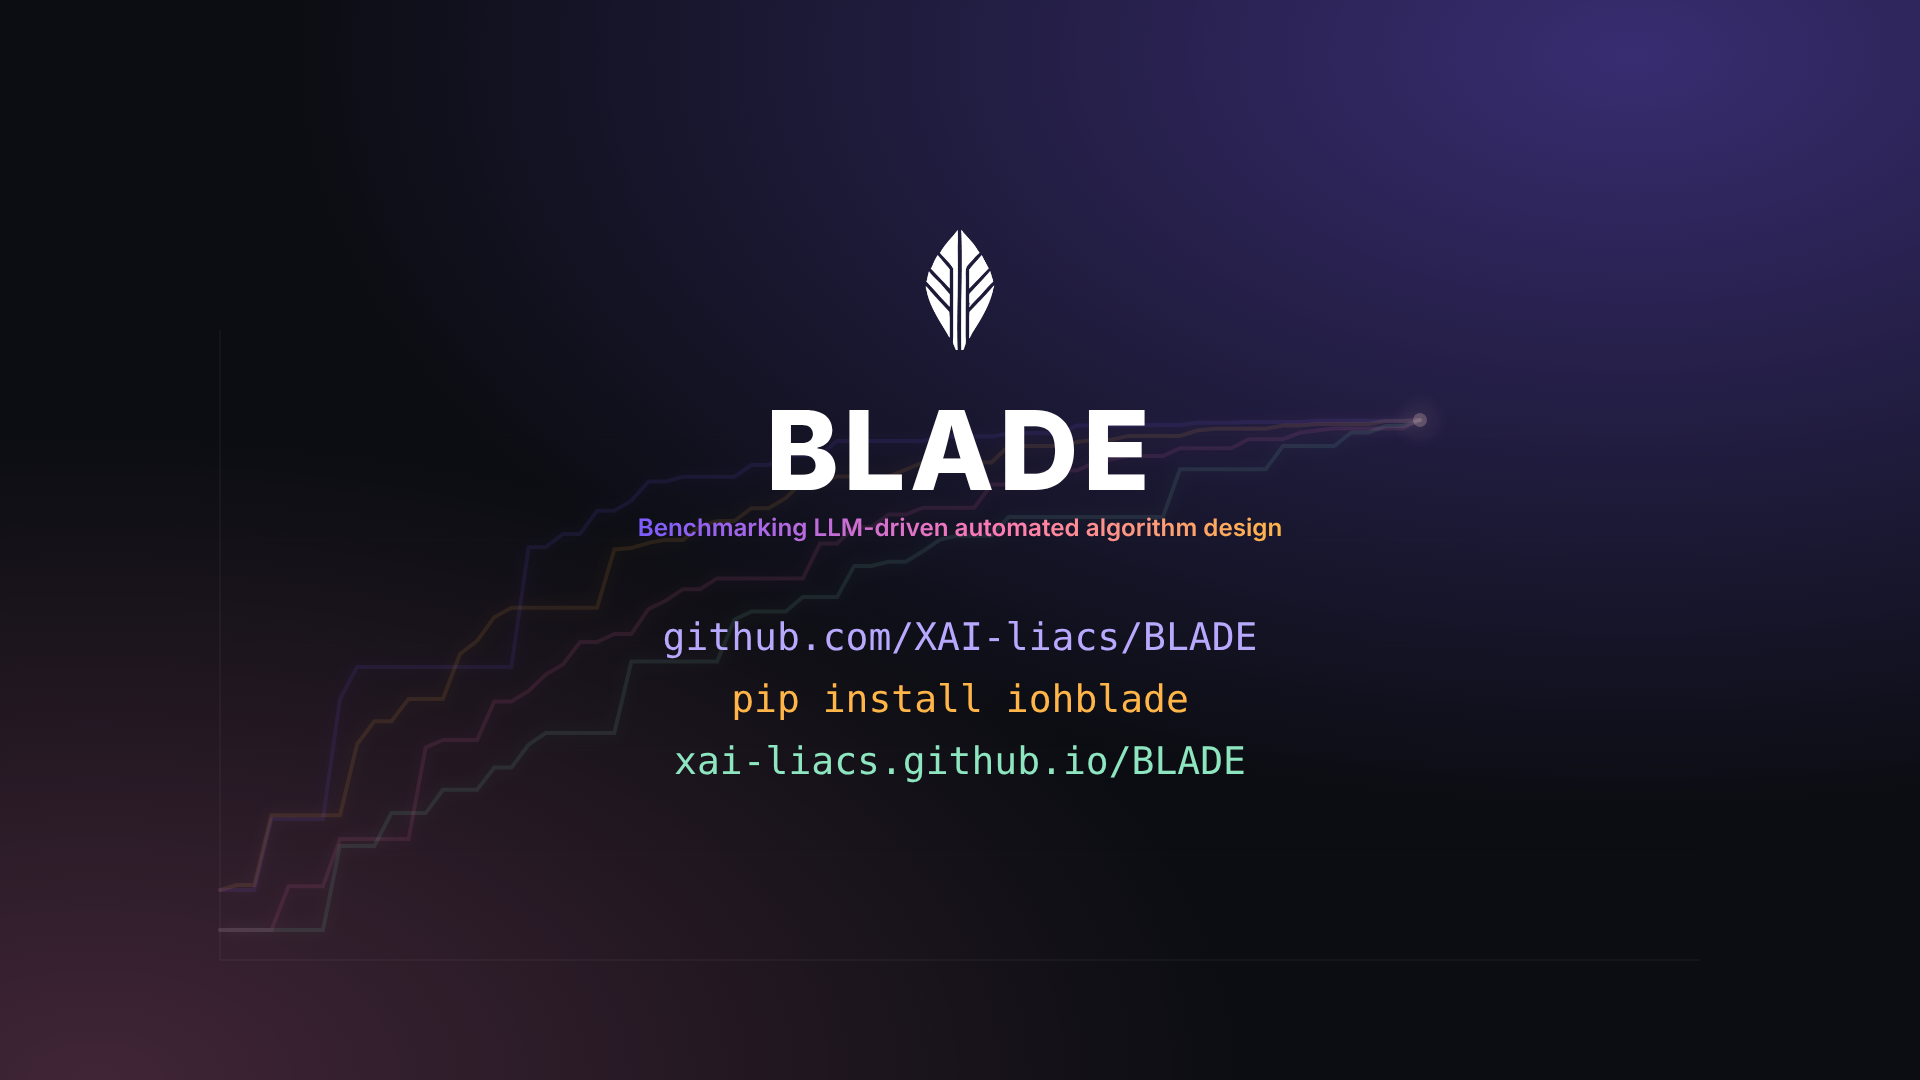 BLADE
Benchmarking LLM-driven automated algorithm design
github.com/XAI-liacs/BLADE
pip install iohblade
xai-liacs.github.io/BLADE